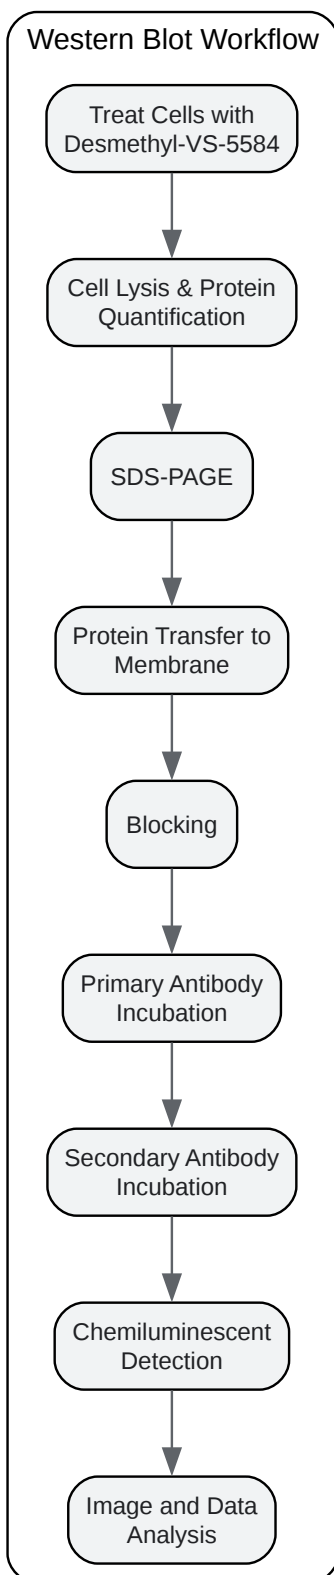 Western Blot Workflow
Treat Cells with
Desmethyl-VS-5584
Cell Lysis & Protein
Quantification
SDS-PAGE
Protein Transfer to
Membrane
Blocking
Primary Antibody
Incubation
Secondary Antibody
Incubation
Chemiluminescent
Detection
Image and Data
Analysis